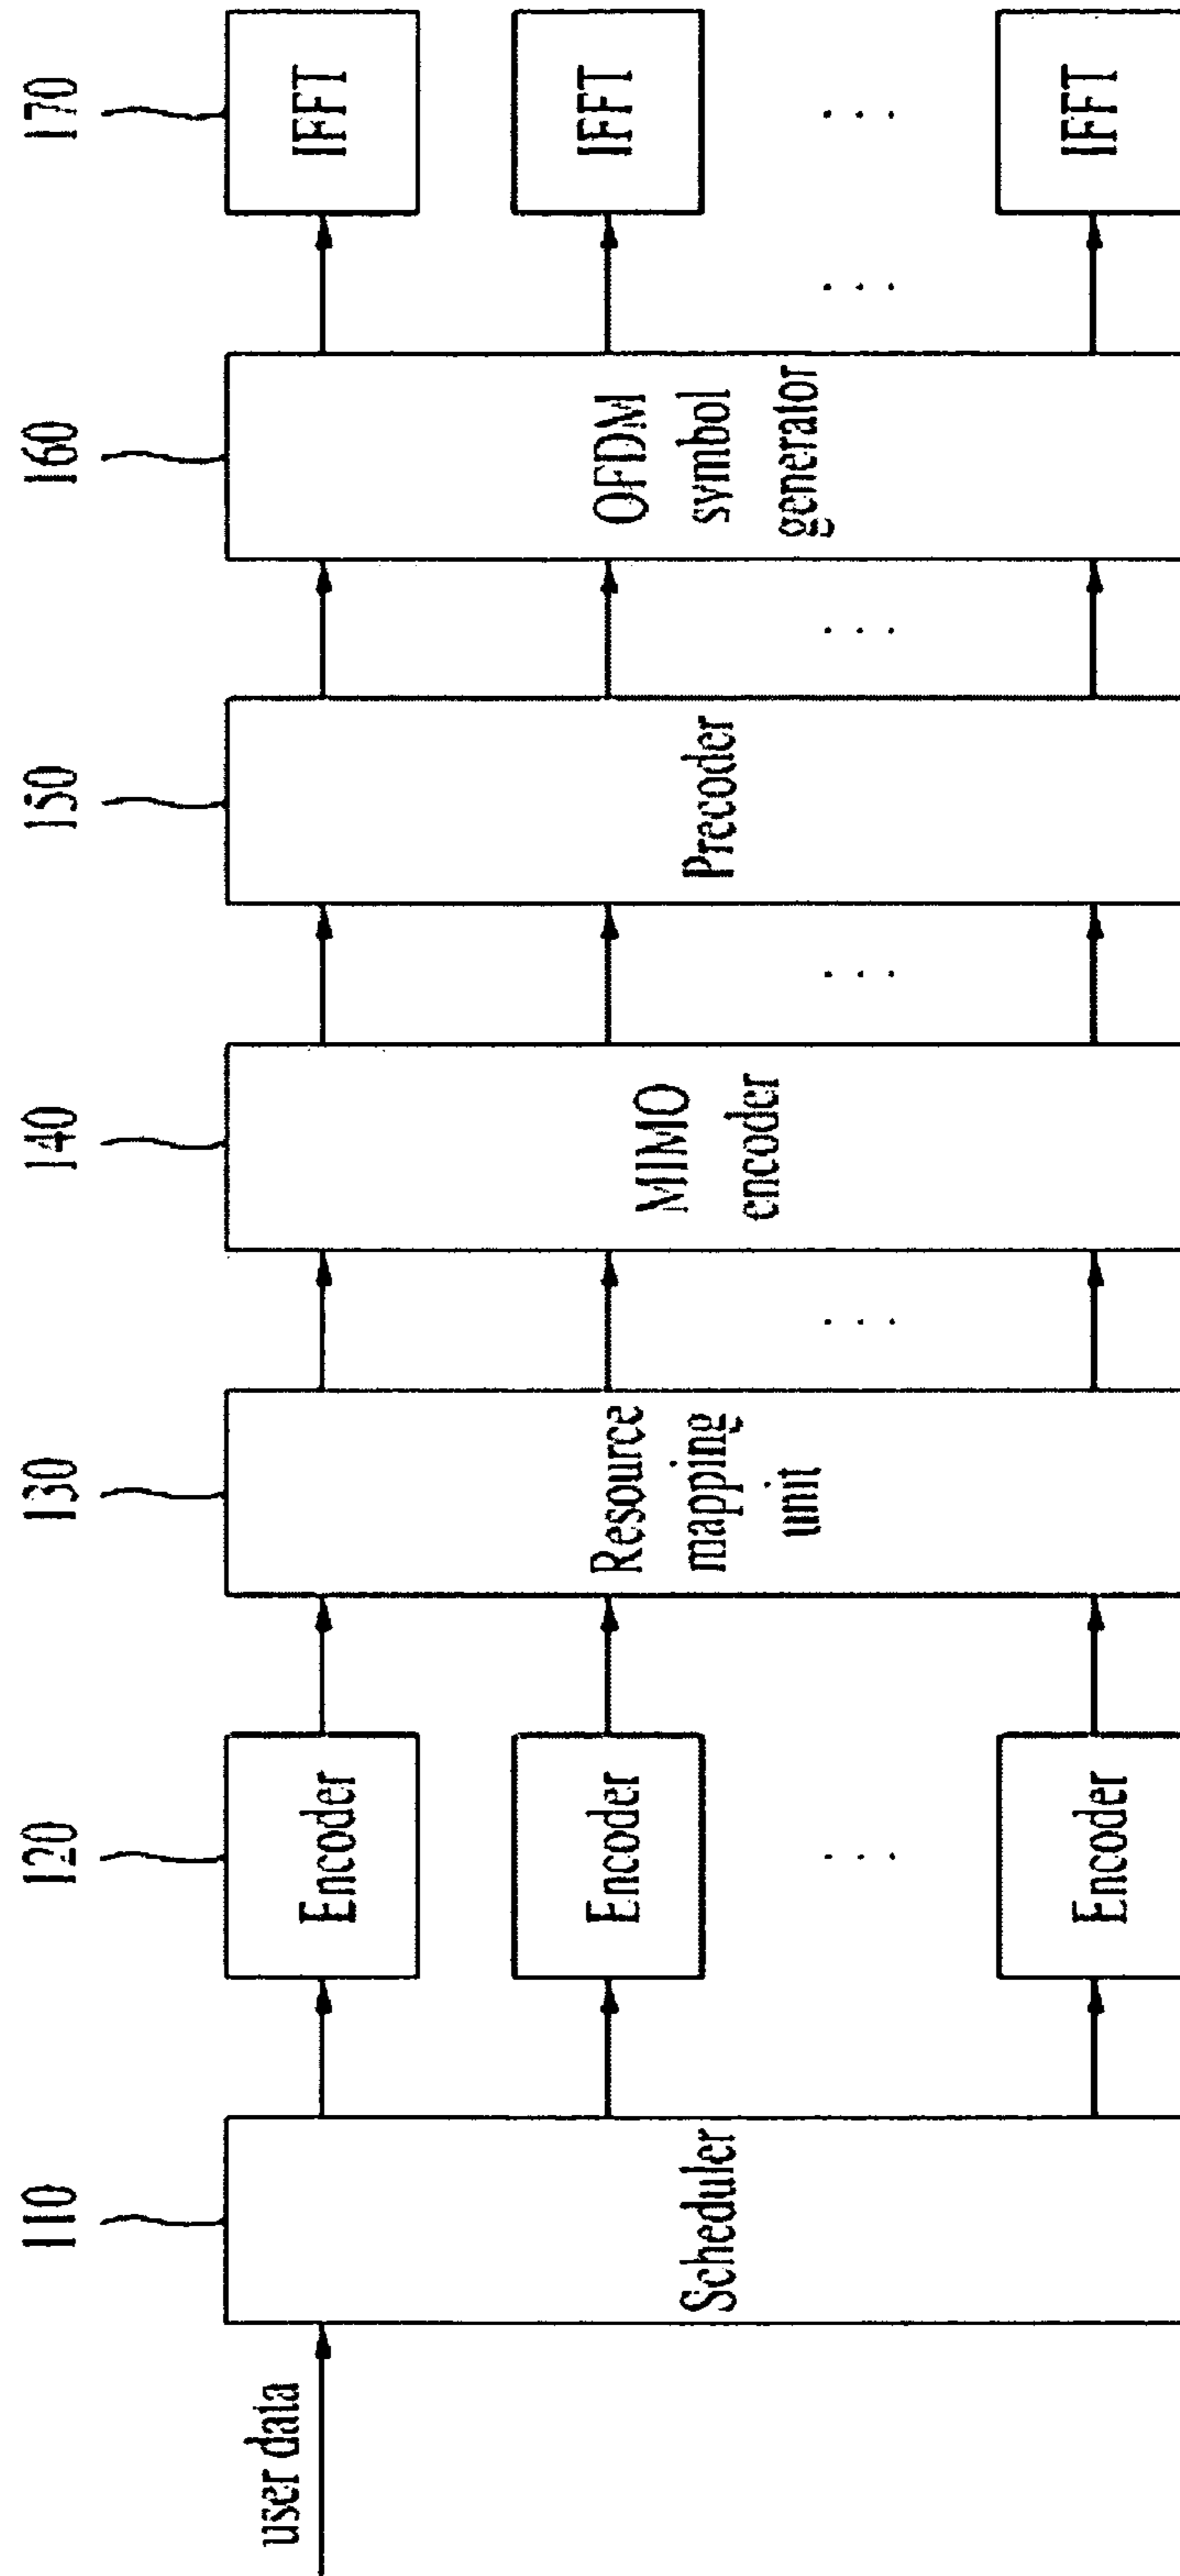 110
120
130
140
150
160
170
user data
Scheduler
Encoder
Encoder
. . .
Encoder
Resource
mapping
unit
. . .
MIMO
encoder
. . .
Precoder
. . .
OFDM
symbol
generator
. . .
IFFT
IFFT
. . .
IFFT